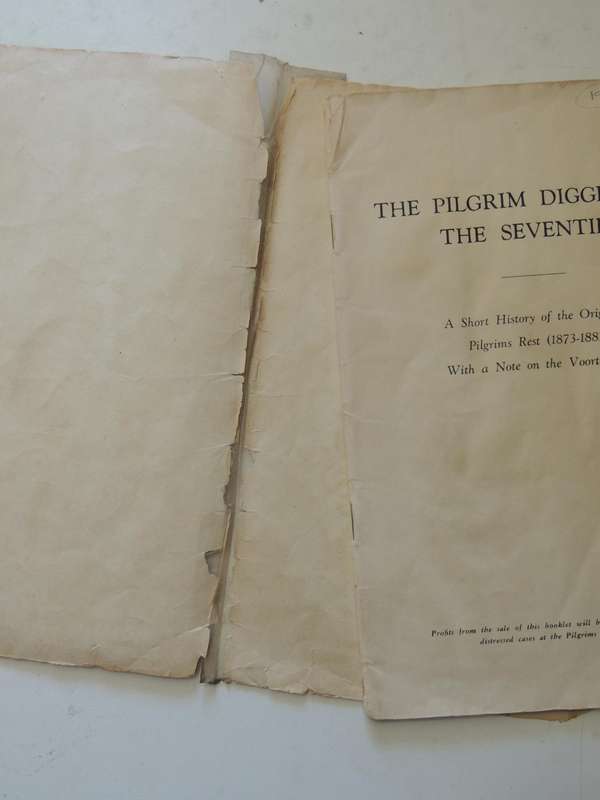 THE PILGRIM DIGG
THE SEVENTI
A Short History of the Orig
Pilgrims Rest (1873-188
With a Note on the Voort
Profits from the sale of this booklet will b
distressed cases at the Pilgrims